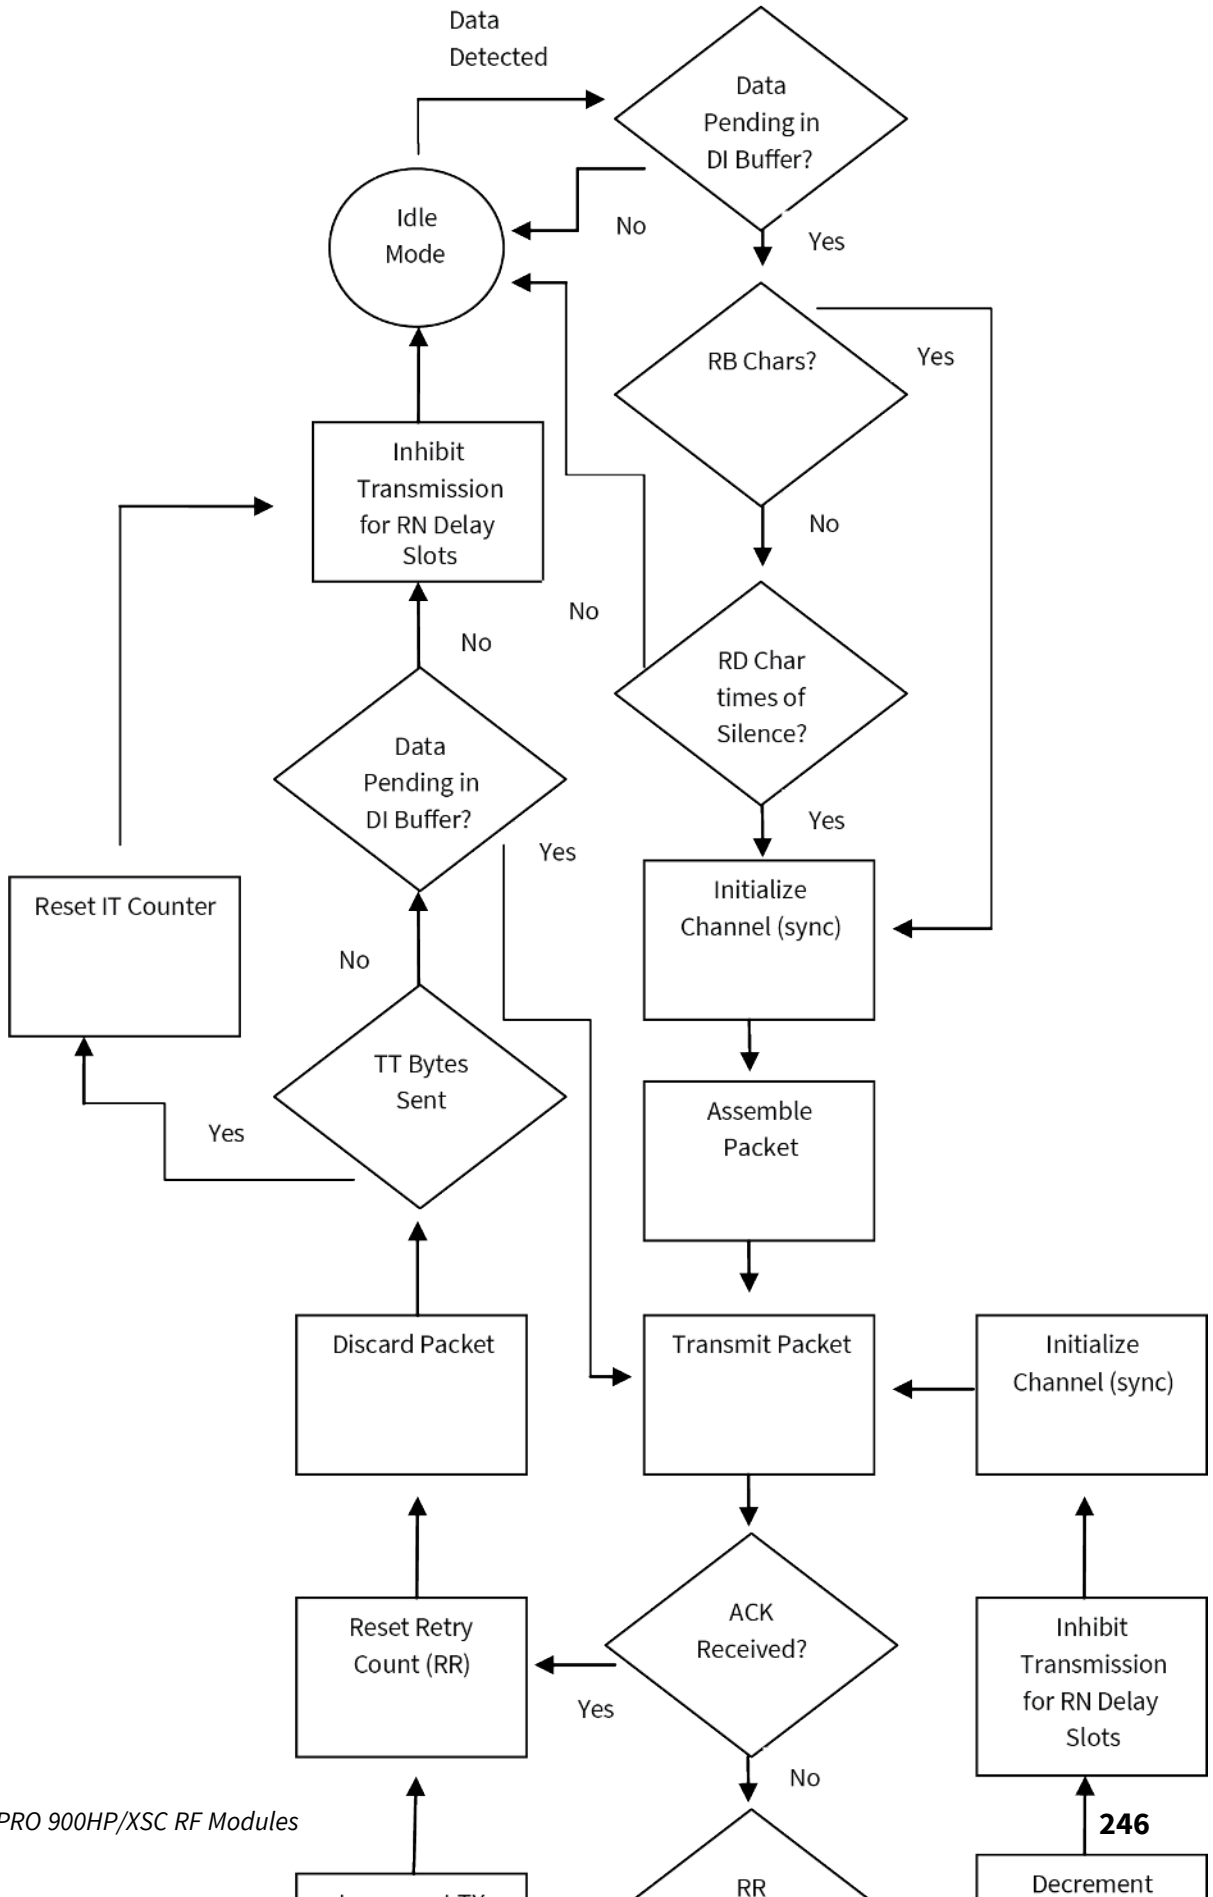 Data
Detected
Data
Pending in
DI Buffer?
Idle
Mode
No
Yes
RB Chars?
Yes
Inhibit
Transmission
for RN Delay
Slots
No
No
No
RD Char
times of
Silence?
Data
Pending in
DI Buffer?
Yes
Yes
Reset IT Counter
Initialize
Channel (sync)
No
TT Bytes
Sent
Yes
Assemble
Packet
Discard Packet
Transmit Packet
Initialize
Channel (sync)
ACK
Received?
Reset Retry
Count (RR)
Yes
Inhibit
Transmission
for RN Delay
Slots
No
PRO 900HP/XSC RF Modules
246
RR
Decrement